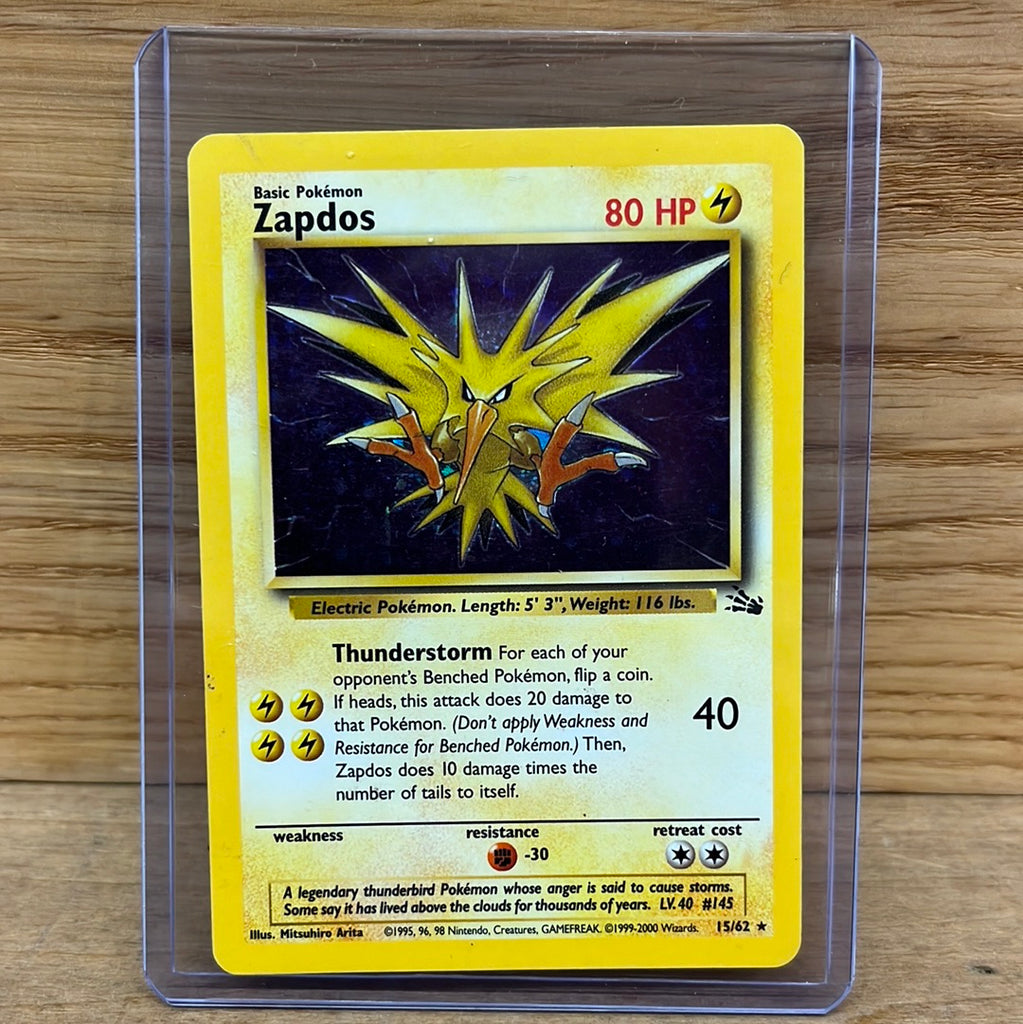 Basic Pokémon
Zapdos
80 HP
Electric Pokémon. Length: 5' 3", Weight: 116 lbs.
Thunderstorm For each of your
opponent's Benched Pokémon, flip a coin.
If heads, this attack does 20 damage to
that Pokémon. (Don't apply Weakness and
Resistance for Benched Pokémon.) Then,
Zapdos does 10 damage times the
number of tails to itself.
40
weakness
resistance
retreat cost
-30
A legendary thunderbird Pokémon whose anger is said to cause storms.
Some say it has lived above the clouds for thousands of years. LV. 40 #145
Illus. Mitsuhiro Arita ©1995, 96, 98 Nintendo, Creatures, GAMEFREAK. ©1999-2000 Wizards. 15/62 ★